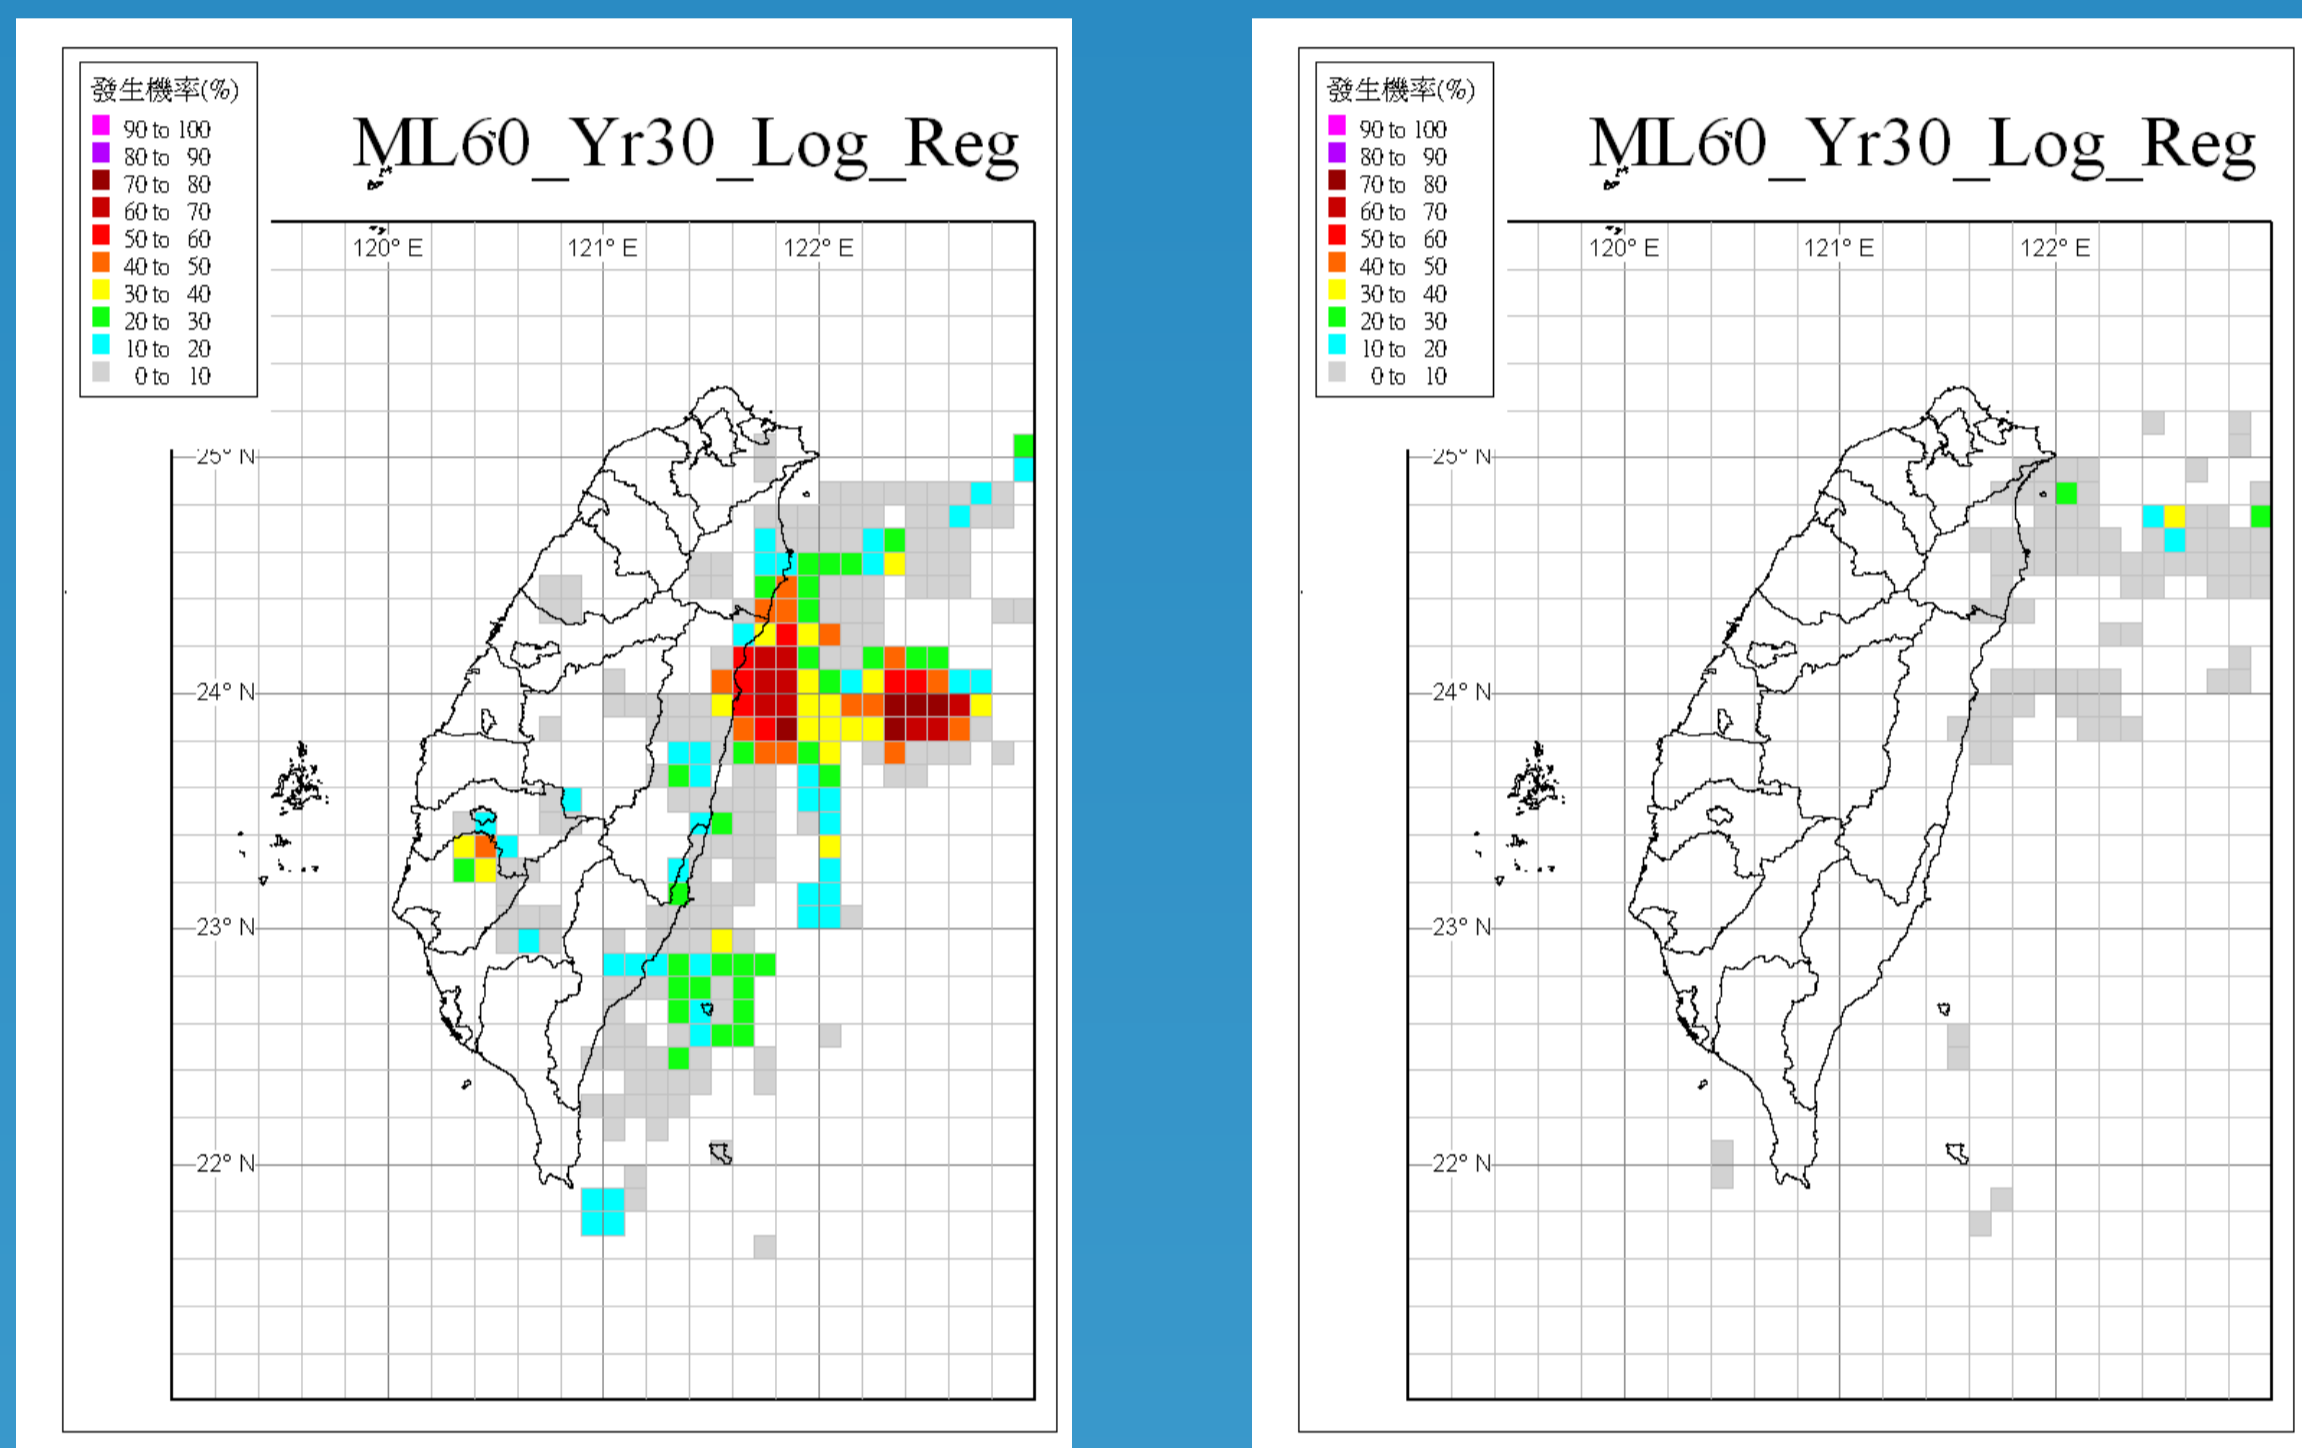 發生機率(%)
90 to 100
80 to 90
70 to 80
60 to 70
50 to 60
40 to 50
30 to 40
20 to 30
10 to 20
0 to 10
ML60_Yr30_Log_Reg
120° E 121° E 122° E
25° N
24° N
23° N
22° N
發生機率(%)
90 to 100
80 to 90
70 to 80
60 to 70
50 to 60
40 to 50
30 to 40
20 to 30
10 to 20
0 to 10
ML60_Yr30_Log_Reg
120° E 121° E 122° E
25° N
24° N
23° N
22° N